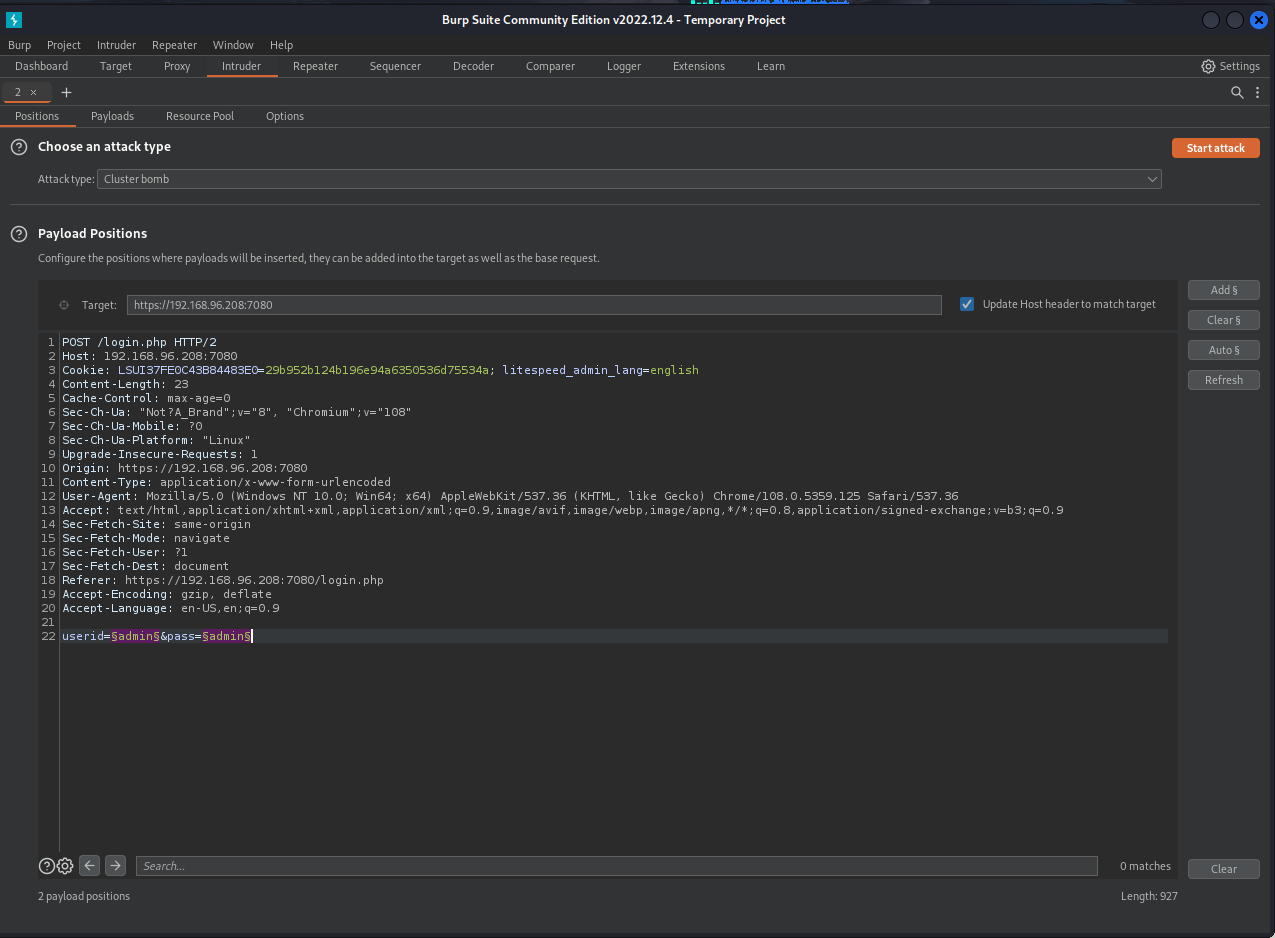 Burp Suite Community Edition v2022.12.4 - Temporary Project
Burp Project Intruder Repeater Window Help
Dashboard Target Proxy Intruder Repeater Sequencer Decoder Comparer Logger Extensions Learn Settings
2 × +
Positions Payloads Resource Pool Options
? Choose an attack type Start attack
Attack type: Cluster bomb
? Payload Positions
Configure the positions where payloads will be inserted, they can be added into the target as well as the base request.
Target: https://192.168.96.208:7080 Update Host header to match target
Add §
Clear §
Auto §
Refresh
1 POST /login.php HTTP/2
2 Host: 192.168.96.208:7080
3 Cookie: LSUI37FE0C43B84483E0=29b952b124b196e94a6350536d75534a; litespeed_admin_lang=english
4 Content-Length: 23
5 Cache-Control: max-age=0
6 Sec-Ch-Ua: "Not?A_Brand";v="8", "Chromium";v="108"
7 Sec-Ch-Ua-Mobile: ?0
8 Sec-Ch-Ua-Platform: "Linux"
9 Upgrade-Insecure-Requests: 1
10 Origin: https://192.168.96.208:7080
11 Content-Type: application/x-www-form-urlencoded
12 User-Agent: Mozilla/5.0 (Windows NT 10.0; Win64; x64) AppleWebKit/537.36 (KHTML, like Gecko) Chrome/108.0.5359.125 Safari/537.36
13 Accept: text/html,application/xhtml+xml,application/xml;q=0.9,image/avif,image/webp,image/apng,*/*;q=0.8,application/signed-exchange;v=b3;q=0.9
14 Sec-Fetch-Site: same-origin
15 Sec-Fetch-Mode: navigate
16 Sec-Fetch-User: ?1
17 Sec-Fetch-Dest: document
18 Referer: https://192.168.96.208:7080/login.php
19 Accept-Encoding: gzip, deflate
20 Accept-Language: en-US,en;q=0.9
21
22 userid=§admin§&pass=§admin§
? Search... 0 matches Clear
2 payload positions Length: 927